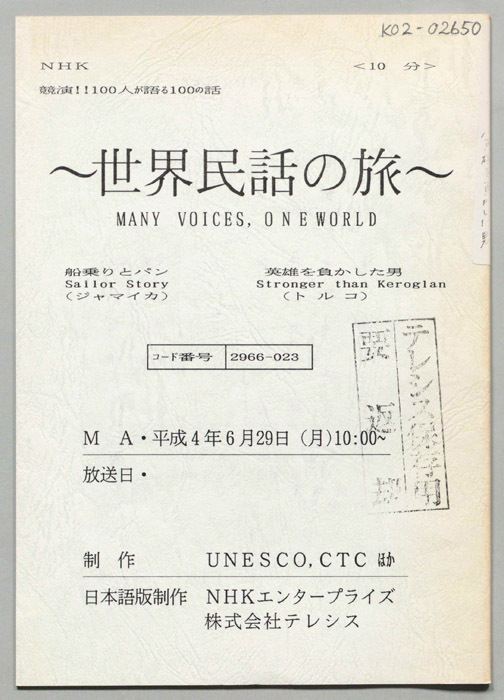 K02-02650
NHK <10 分>
競演!!100人が語る100の話
～世界民話の旅～
MANY VOICES, ONE WORLD
船乗りとパン 英雄を負かした男
Sailor Story Stronger than Keroglan
(ジャマイカ) (トルコ)
コード番号 2966-023
テレシス保存用
要返却
MA・平成4年6月29日(月)10:00~
放送日・
制作 UNESCO, CTC ほか
日本語版制作 NHKエンタープライズ
株式会社テレシス